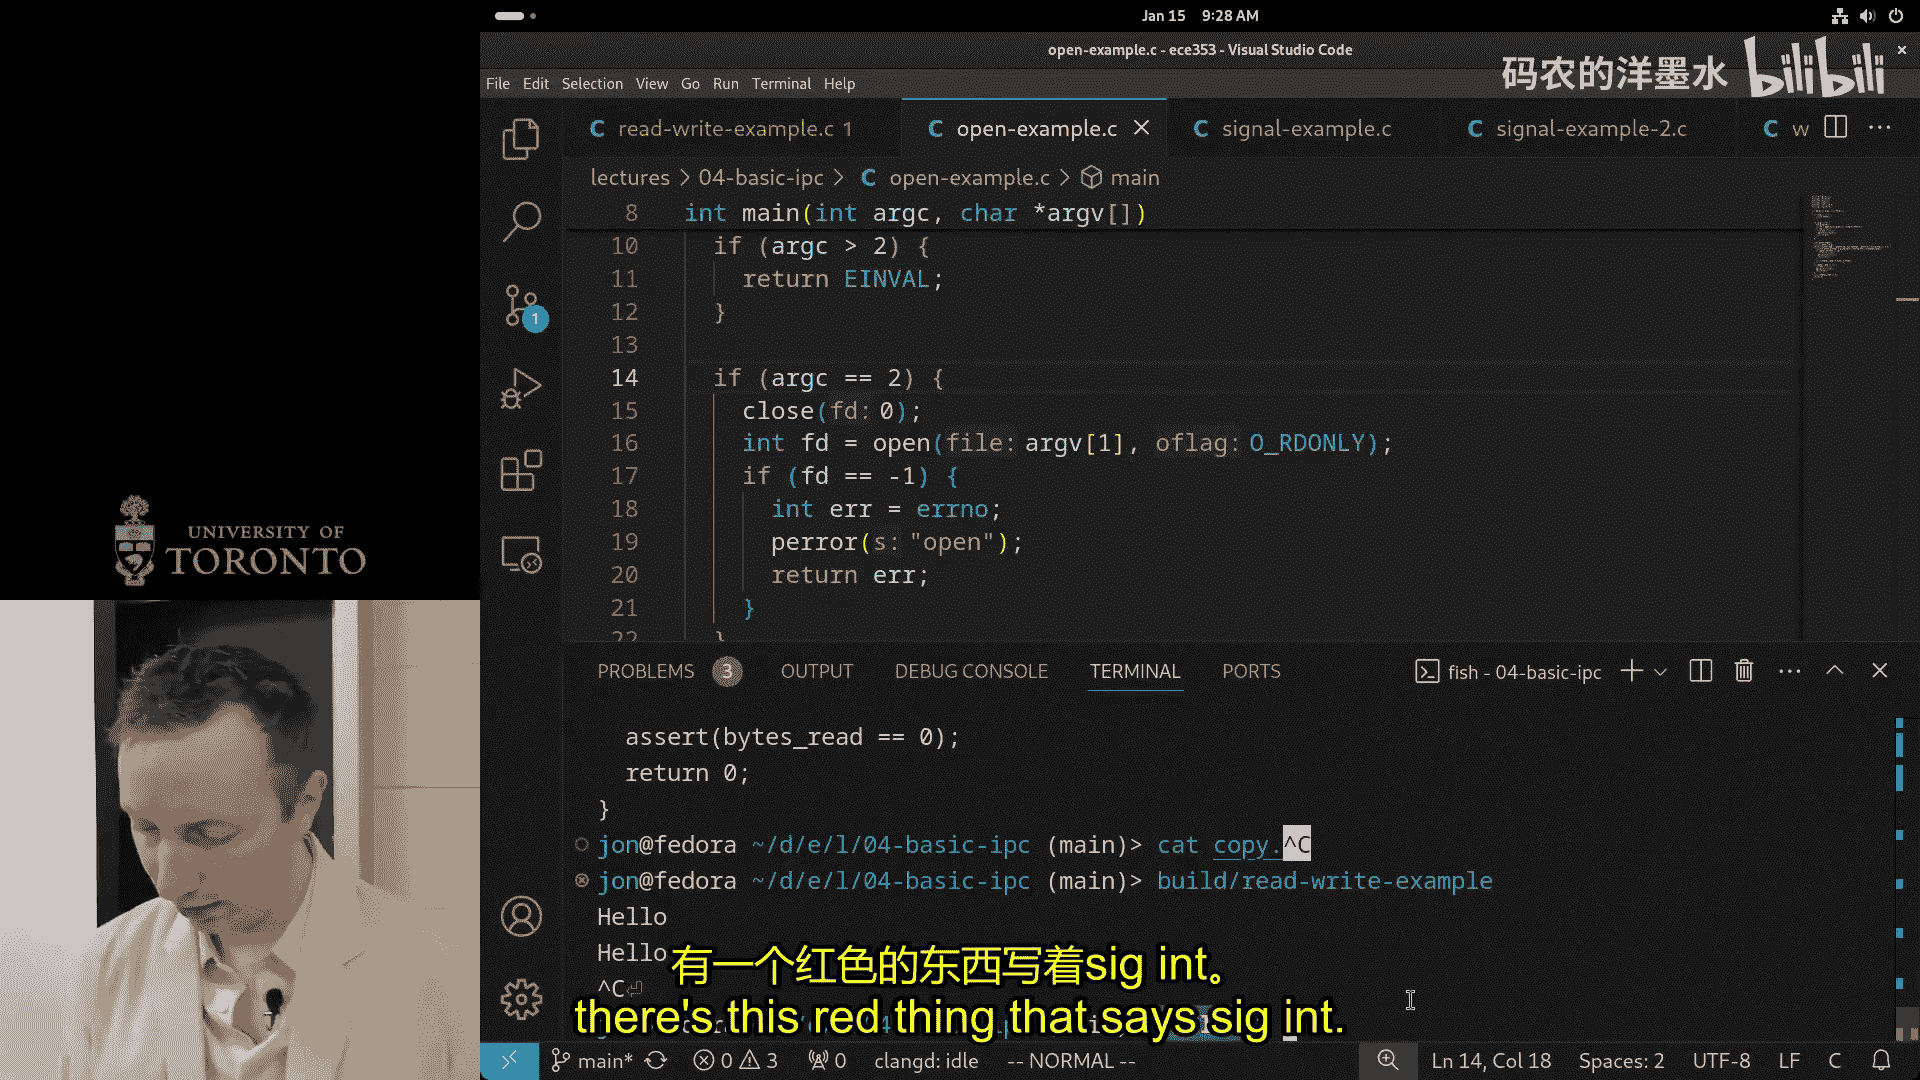 Jan 15 9:28 AM
open-example.c - ece353 - Visual Studio Code
码农的洋墨水 bilibili
File Edit Selection View Go Run Terminal Help
read-write-example.c 1
open-example.c
signal-example.c
signal-example-2.c
w
lectures > 04-basic-ipc > C open-example.c > main
8 int main(int argc, char *argv[])
10 if (argc > 2) {
11 return EINVAL;
12 }
13
14 if (argc == 2) {
15 close(fd: 0);
16 int fd = open(file: argv[1], oflag: O_RDONLY);
17 if (fd == -1) {
18 int err = errno;
19 perror(s: "open");
20 return err;
21 }
22 }
1
UNIVERSITY OF
TORONTO
PROBLEMS 3 OUTPUT DEBUG CONSOLE TERMINAL PORTS
fish - 04-basic-ipc
assert(bytes_read == 0);
return 0;
}
jon@fedora ~/d/e/l/04-basic-ipc (main)> cat copy.^C
jon@fedora ~/d/e/l/04-basic-ipc (main)> build/read-write-example
Hello
Hello
^C⏎
有一个红色的东西写着sig int。
there's this red thing that says sig int.
main* 0 3 0 clangd: idle -- NORMAL -- Ln 14, Col 18 Spaces: 2 UTF-8 LF C